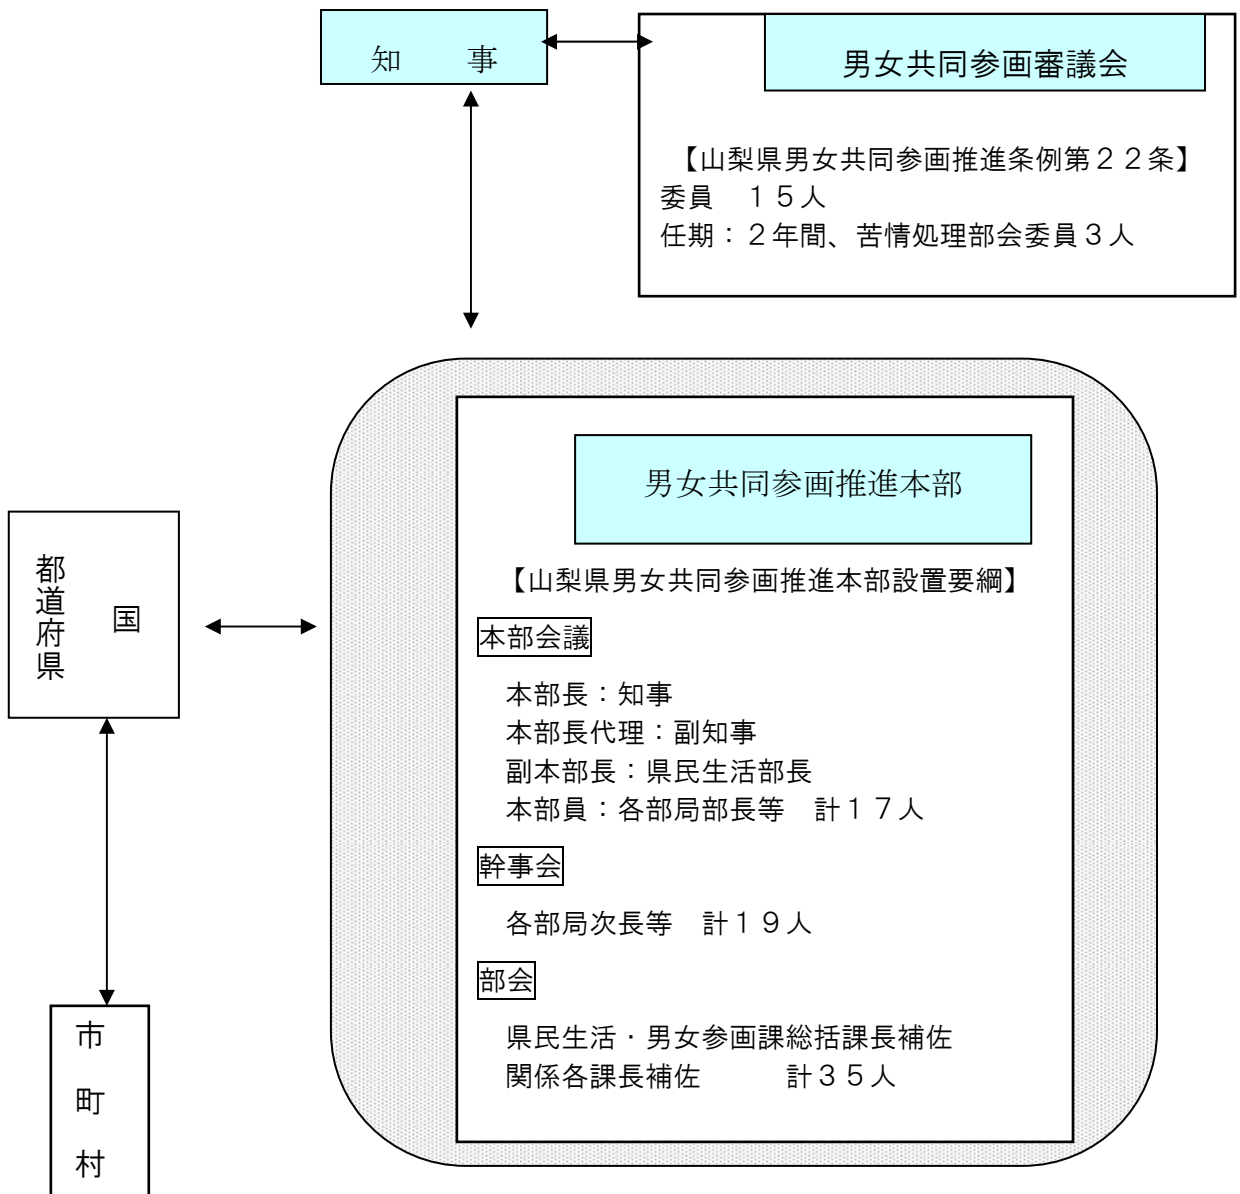 知　　事
男女共同参画審議会
【山梨県男女共同参画推進条例第２２条】
委員　１５人
任期：２年間、苦情処理部会委員３人
男女共同参画推進本部
【山梨県男女共同参画推進本部設置要綱】
本部会議
本部長：知事
本部長代理：副知事
副本部長：県民生活部長
本部員：各部局部長等　計１７人
幹事会
各部局次長等　計１９人
部会
県民生活・男女参画課総括課長補佐
関係各課長補佐　　　計３５人
国
都道府県
市町村